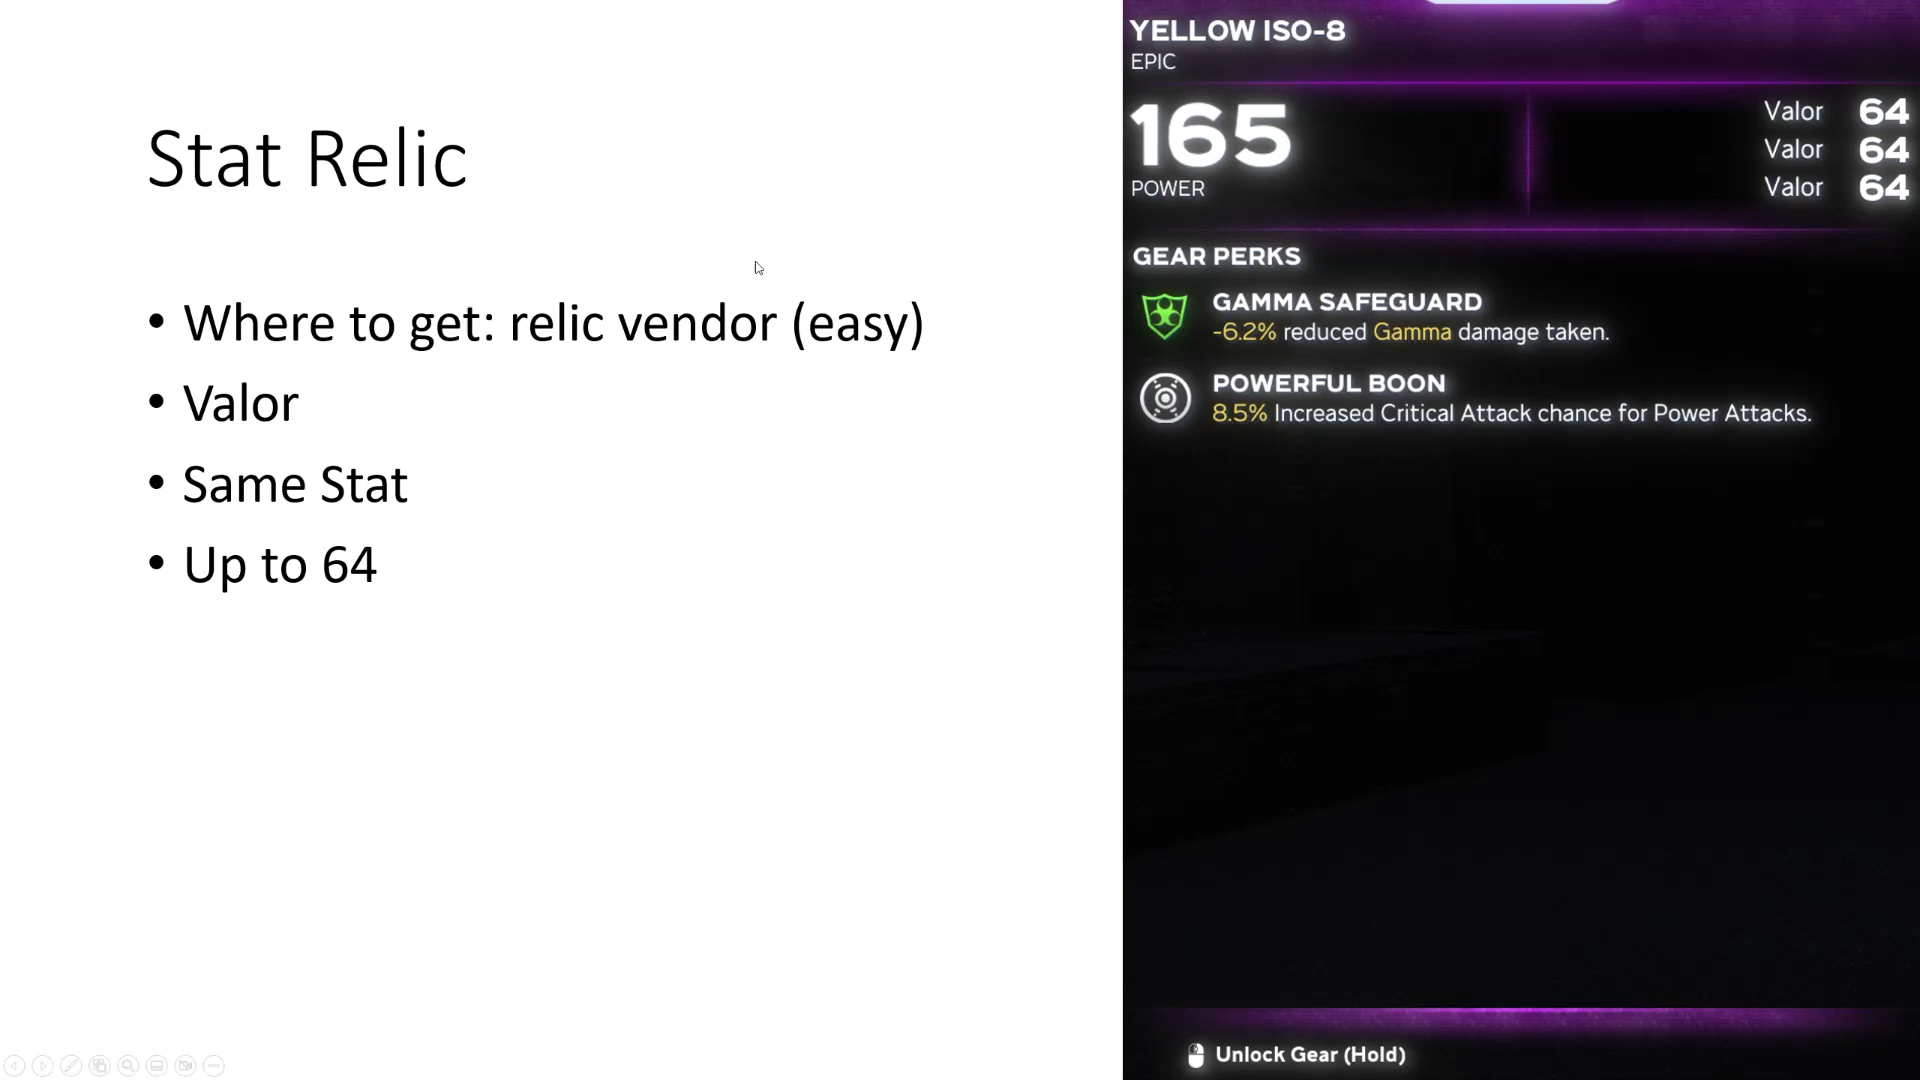 Stat Relic
• Where to get: relic vendor (easy)
• Valor
• Same Stat
• Up to 64
YELLOW ISO-8
EPIC
165
POWER
Valor 64
Valor 64
Valor 64
GEAR PERKS
GAMMA SAFEGUARD
-6.2% reduced Gamma damage taken.
POWERFUL BOON
8.5% Increased Critical Attack chance for Power Attacks.
Unlock Gear (Hold)